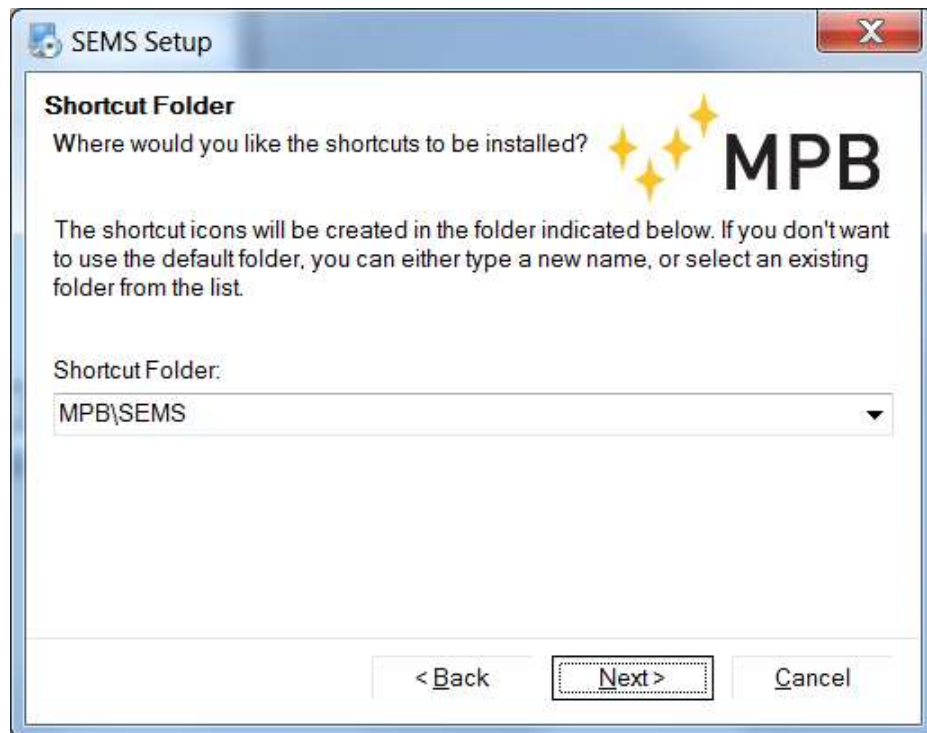 SEMS Setup
Shortcut Folder
Where would you like the shortcuts to be installed?
MPB
The shortcut icons will be created in the folder indicated below. If you don't want
to use the default folder, you can either type a new name, or select an existing
folder from the list.
Shortcut Folder:
MPB\SEMS
< Back
Next >
Cancel